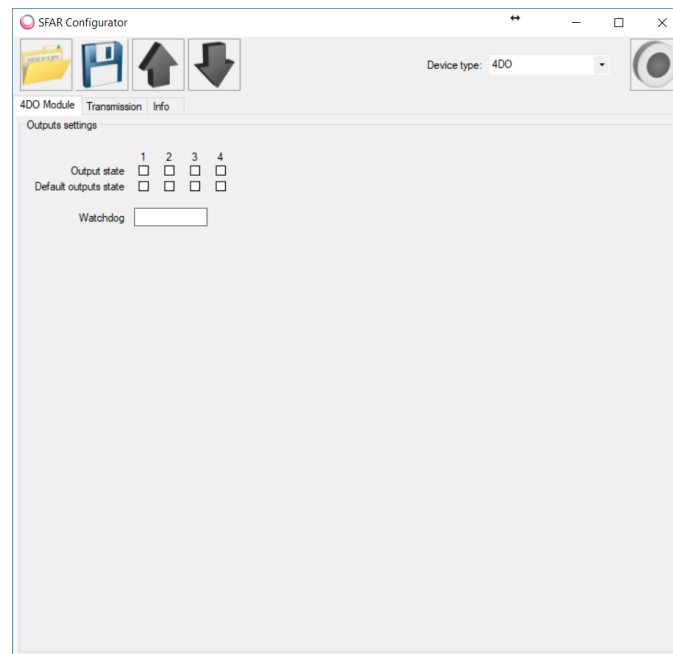 SFAR Configurator
Device type: 4DO
4DO Module Transmission Info
Outputs settings
1 2 3 4
Output state
Default outputs state
Watchdog